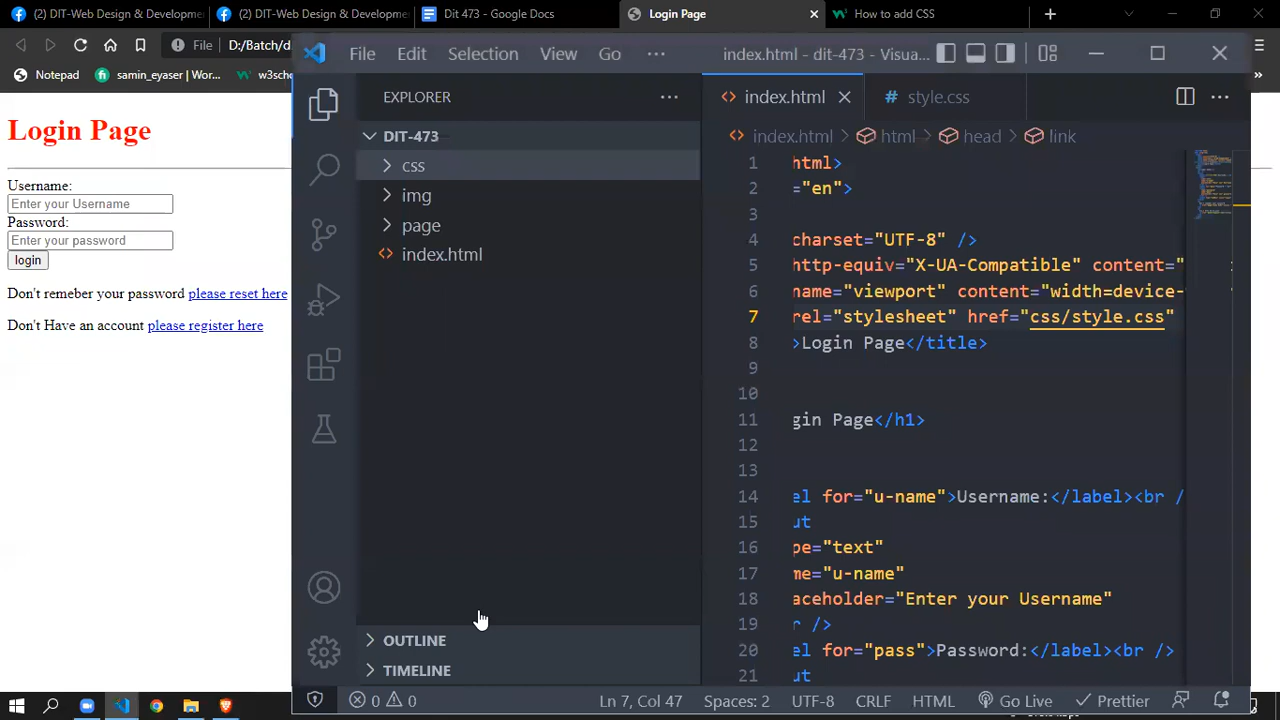 (2) DIT-Web Design & Developme
(2) DIT-Web Design & Developme
Dit 473 - Google Docs
Login Page
How to add CSS
File
D:/Batch/d
Notepad
samin_eyaser | Wor...
w3sche
Login Page
Username:
Enter your Username
Password:
Enter your password
login
Don't remeber your password please reset here
Don't Have an account please register here
File Edit Selection View Go ···
index.html - dit-473 - Visua...
EXPLORER
DIT-473
css
img
page
index.html
OUTLINE
TIMELINE
index.html
style.css
index.html > html > head > link
1 html>
2 ="en">
3
4 charset="UTF-8" />
5 http-equiv="X-UA-Compatible" content="
6 name="viewport" content="width=device-
7 rel="stylesheet" href="css/style.css"
8 >Login Page</title>
9
10
11 gin Page</h1>
12
13
14 el for="u-name">Username:</label><br /
15 ut
16 pe="text"
17 me="u-name"
18 aceholder="Enter your Username"
19 r />
20 el for="pass">Password:</label><br />
21 ut
0 0
Ln 7, Col 47
Spaces: 2
UTF-8
CRLF
HTML
Go Live
Prettier